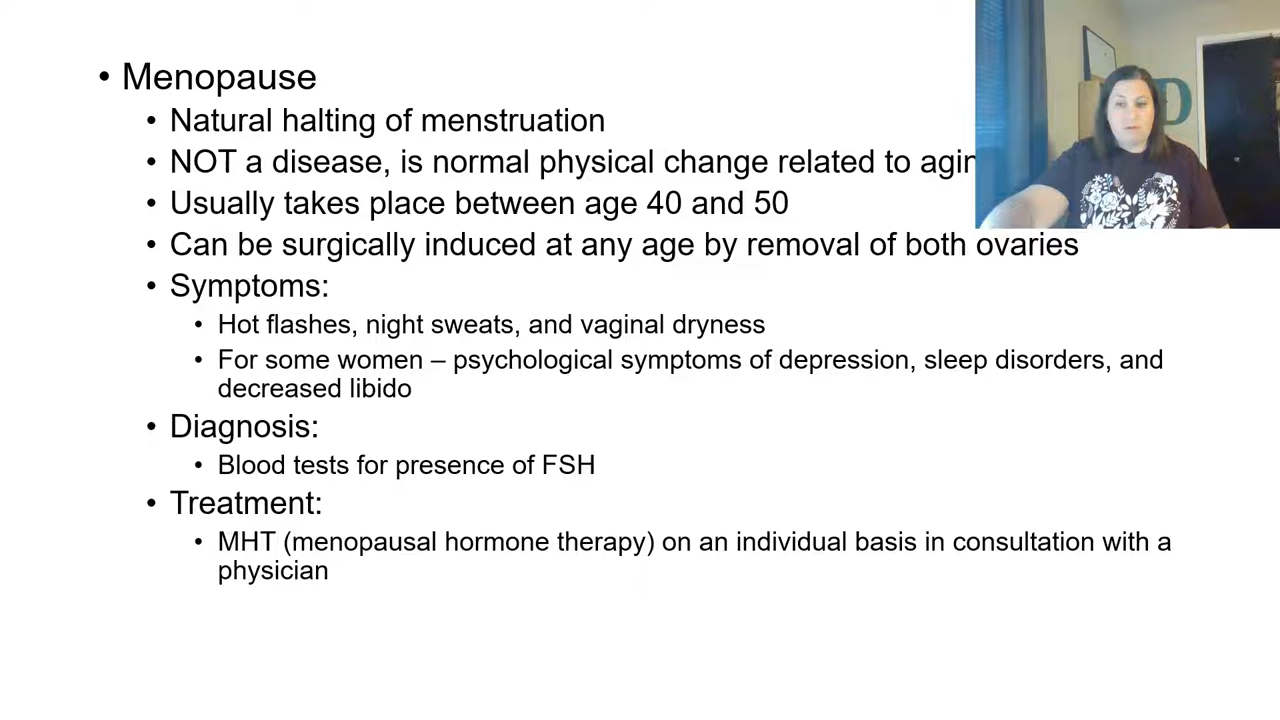 • Menopause
• Natural halting of menstruation
• NOT a disease, is normal physical change related to agin
• Usually takes place between age 40 and 50
• Can be surgically induced at any age by removal of both ovaries
• Symptoms:
• Hot flashes, night sweats, and vaginal dryness
• For some women – psychological symptoms of depression, sleep disorders, and
decreased libido
• Diagnosis:
• Blood tests for presence of FSH
• Treatment:
• MHT (menopausal hormone therapy) on an individual basis in consultation with a
physician
D